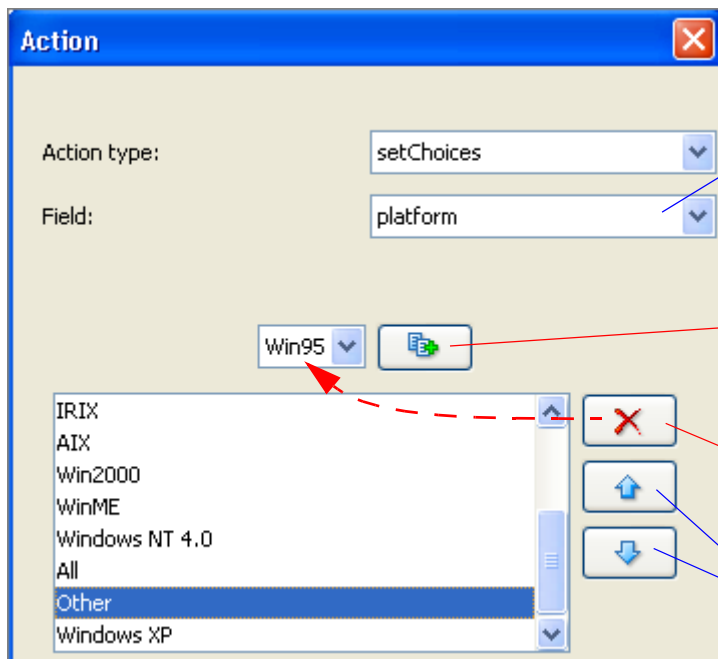 Action
Action type: setChoices
Field: platform
Win95
IRIX
AIX
Win2000
WinME
Windows NT 4.0
All
Other
Windows XP